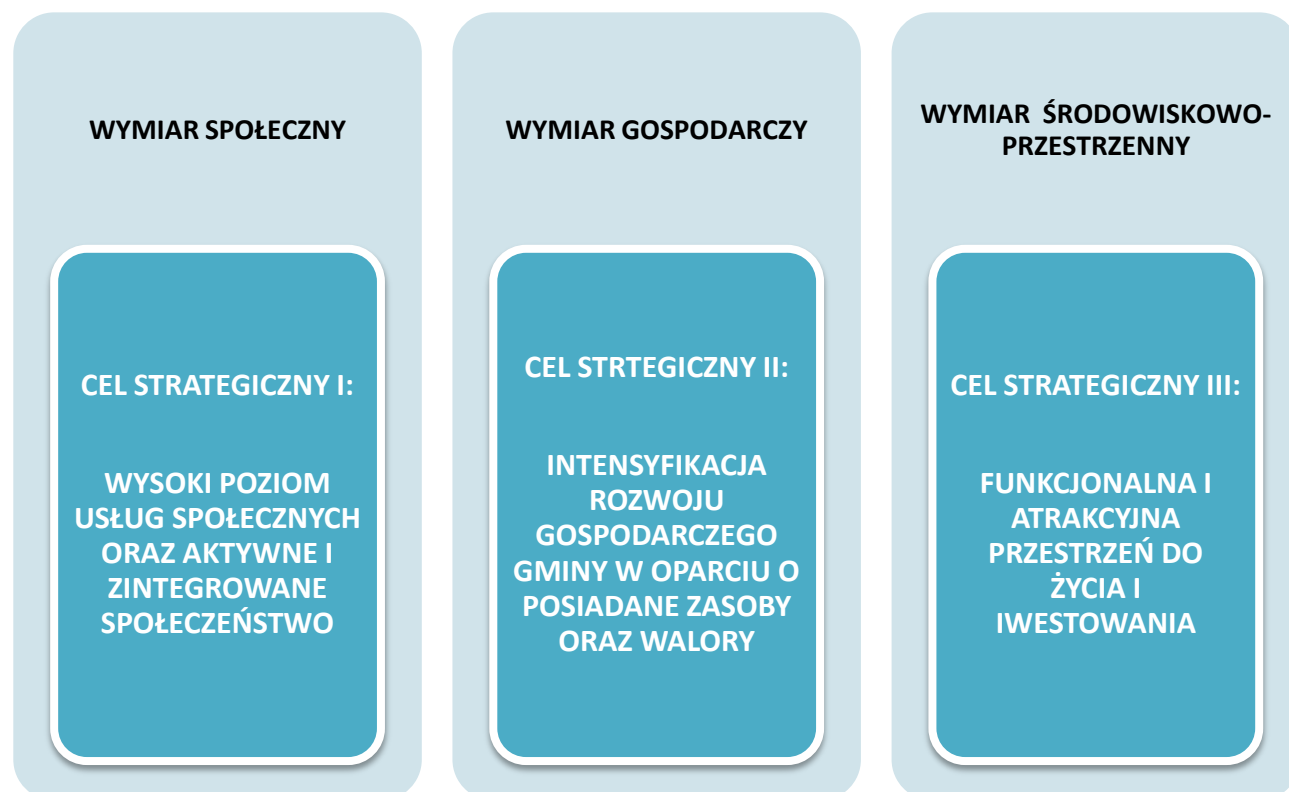 WYMIAR SPOŁECZNY
CEL STRATEGICZNY I:
WYSOKI POZIOM
USŁUG SPOŁECZNYCH
ORAZ AKTYWNE I
ZINTEGROWANE
SPOŁECZEŃSTWO
WYMIAR GOSPODARCZY
CEL STRTEGICZNY II:
INTENSYFIKACJA
ROZWOJU
GOSPODARCZEGO
GMINY W OPARCIU O
POSIADANE ZASOBY
ORAZ WALORY
WYMIAR ŚRODOWISKOWO-
PRZESTRZENNY
CEL STRATEGICZNY III:
FUNKCJONALNA I
ATRAKCYJNA
PRZESTRZEŃ DO
ŻYCIA I
IWESTOWANIA